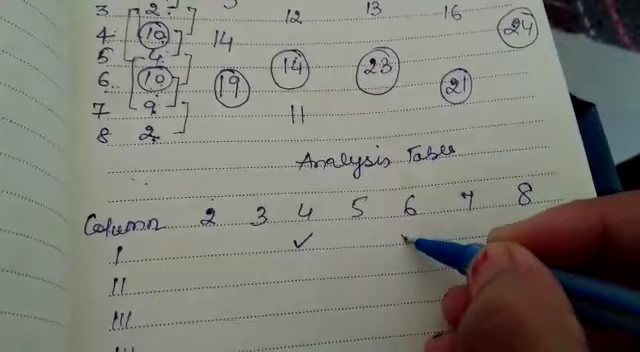 3 2 12 13 16
4 10 14 24
5 4 14 23
6 10 19 21
7 9 11
8 2
Analysis Table
Column 2 3 4 5 6 7 8
I ✓
II
III